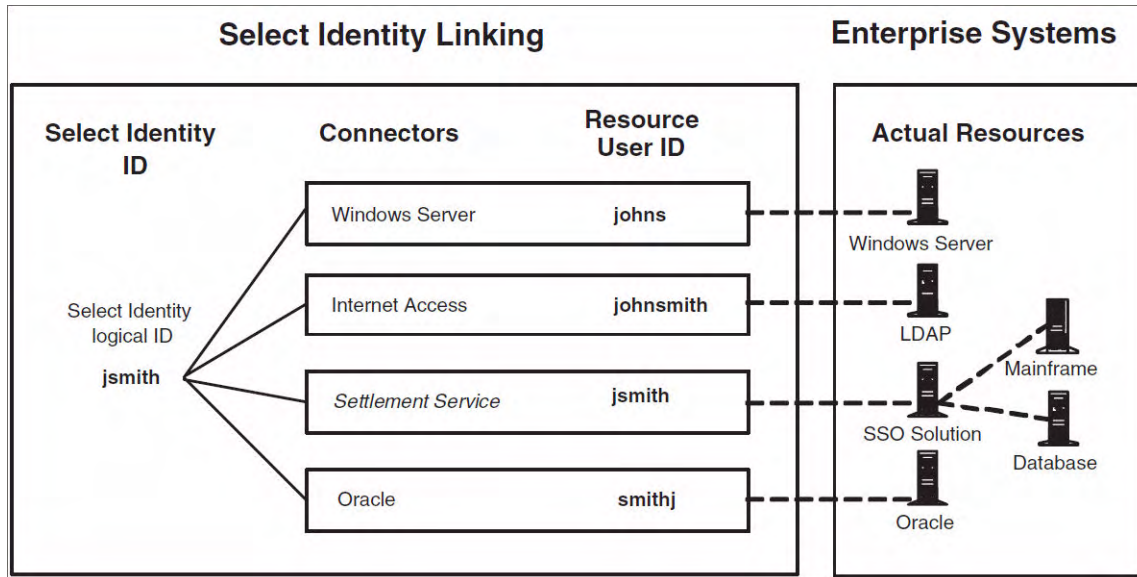 Select Identity Linking
Enterprise Systems
Select Identity
ID
Connectors
Resource
User ID
Actual Resources
Select Identity
logical ID
jsmith
Windows Server
johns
Internet Access
johnsmith
Settlement Service
jsmith
Oracle
smithj
Windows Server
LDAP
Mainframe
SSO Solution
Database
Oracle